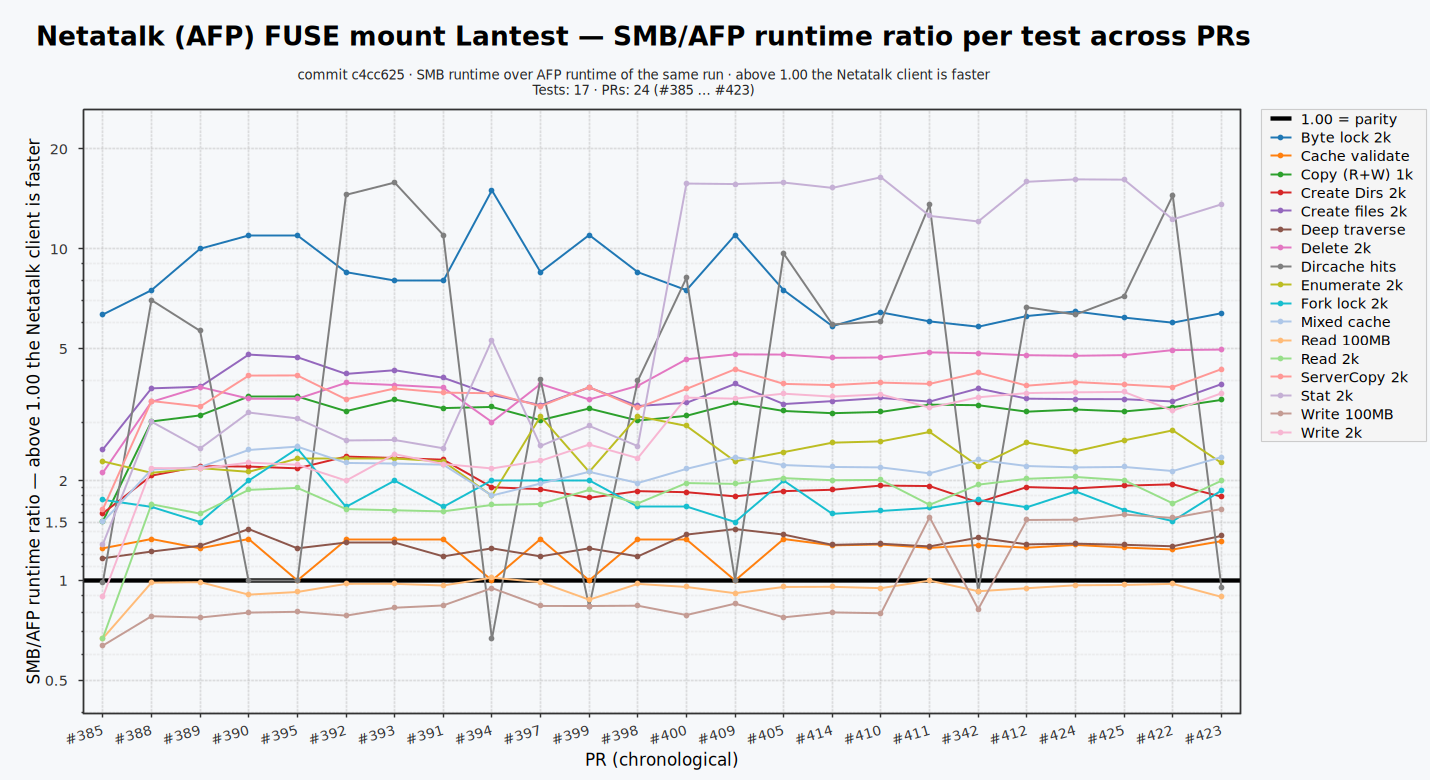 Netatalk (AFP) FUSE mount Lantest — SMB/AFP runtime ratio per test across PRs
commit c4cc625 · SMB runtime over AFP runtime of the same run · above 1.00 the Netatalk client is faster
Tests: 17 · PRs: 24 (#385 … #423)
SMB/AFP runtime ratio — above 1.00 the Netatalk client is faster
20
10
5
2
1.5
1
0.5
#385
#388
#389
#390
#395
#392
#393
#391
#394
#397
#399
#398
#400
#409
#405
#414
#410
#411
#342
#412
#424
#425
#422
#423
PR (chronological)
1.00 = parity
Byte lock 2k
Cache validate
Copy (R+W) 1k
Create Dirs 2k
Create files 2k
Deep traverse
Delete 2k
Dircache hits
Enumerate 2k
Fork lock 2k
Mixed cache
Read 100MB
Read 2k
ServerCopy 2k
Stat 2k
Write 100MB
Write 2k